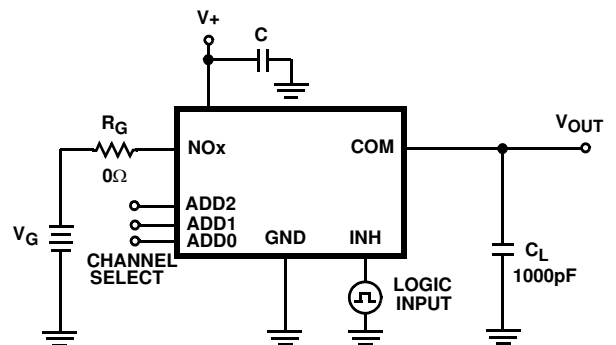 V+
C
RG
0Ω
NOx
COM
VOUT
ADD2
ADD1
ADD0
VG
CHANNEL
SELECT
GND
INH
LOGIC
INPUT
CL
1000pF